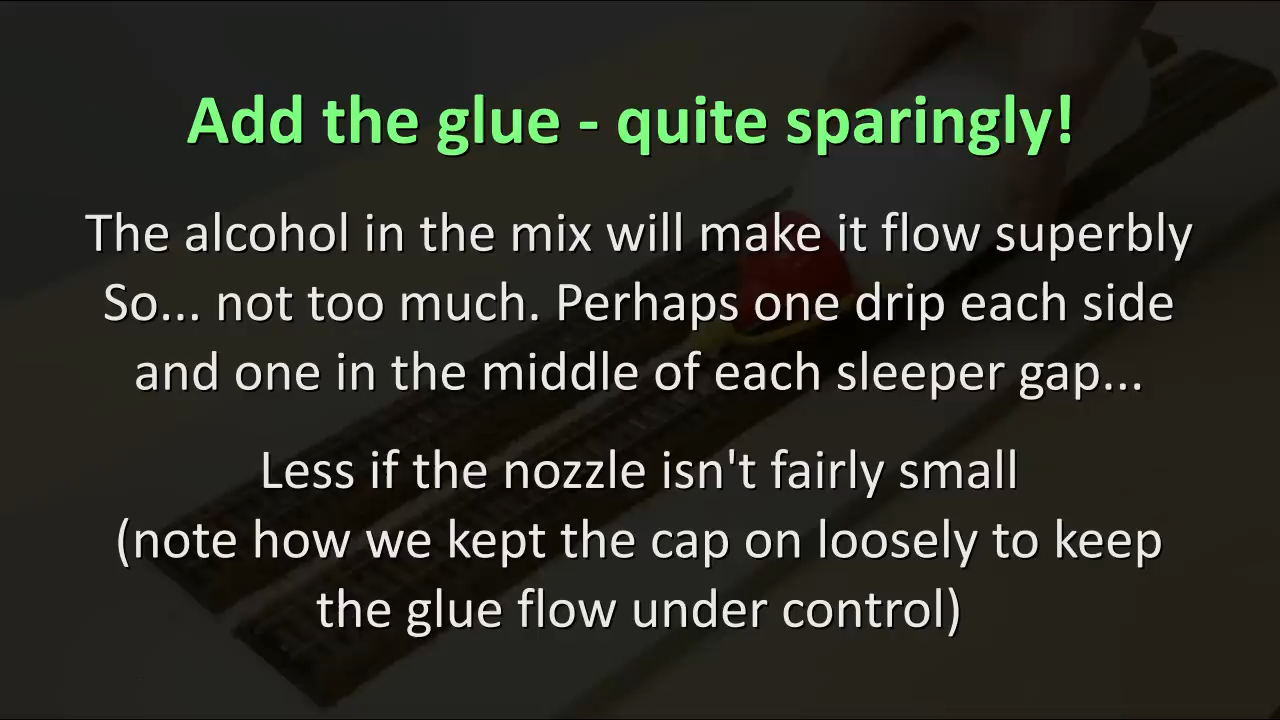 Add the glue - quite sparingly!
The alcohol in the mix will make it flow superbly
So... not too much. Perhaps one drip each side
and one in the middle of each sleeper gap...
Less if the nozzle isn't fairly small
(note how we kept the cap on loosely to keep
the glue flow under control)